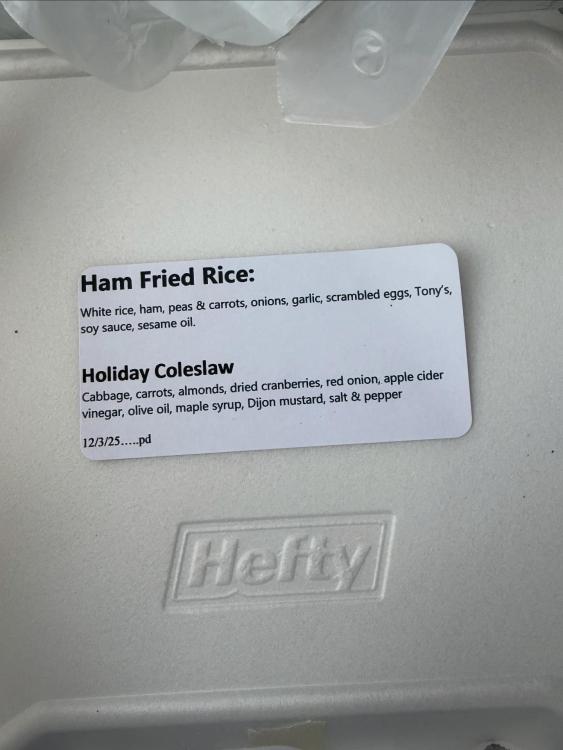 Ham Fried Rice:
White rice, ham, peas & carrots, onions, garlic, scrambled eggs, Tony's,
soy sauce, sesame oil.
Holiday Coleslaw
Cabbage, carrots, almonds, dried cranberries, red onion, apple cider
vinegar, olive oil, maple syrup, Dijon mustard, salt & pepper
12/3/25.....pd
Hefty